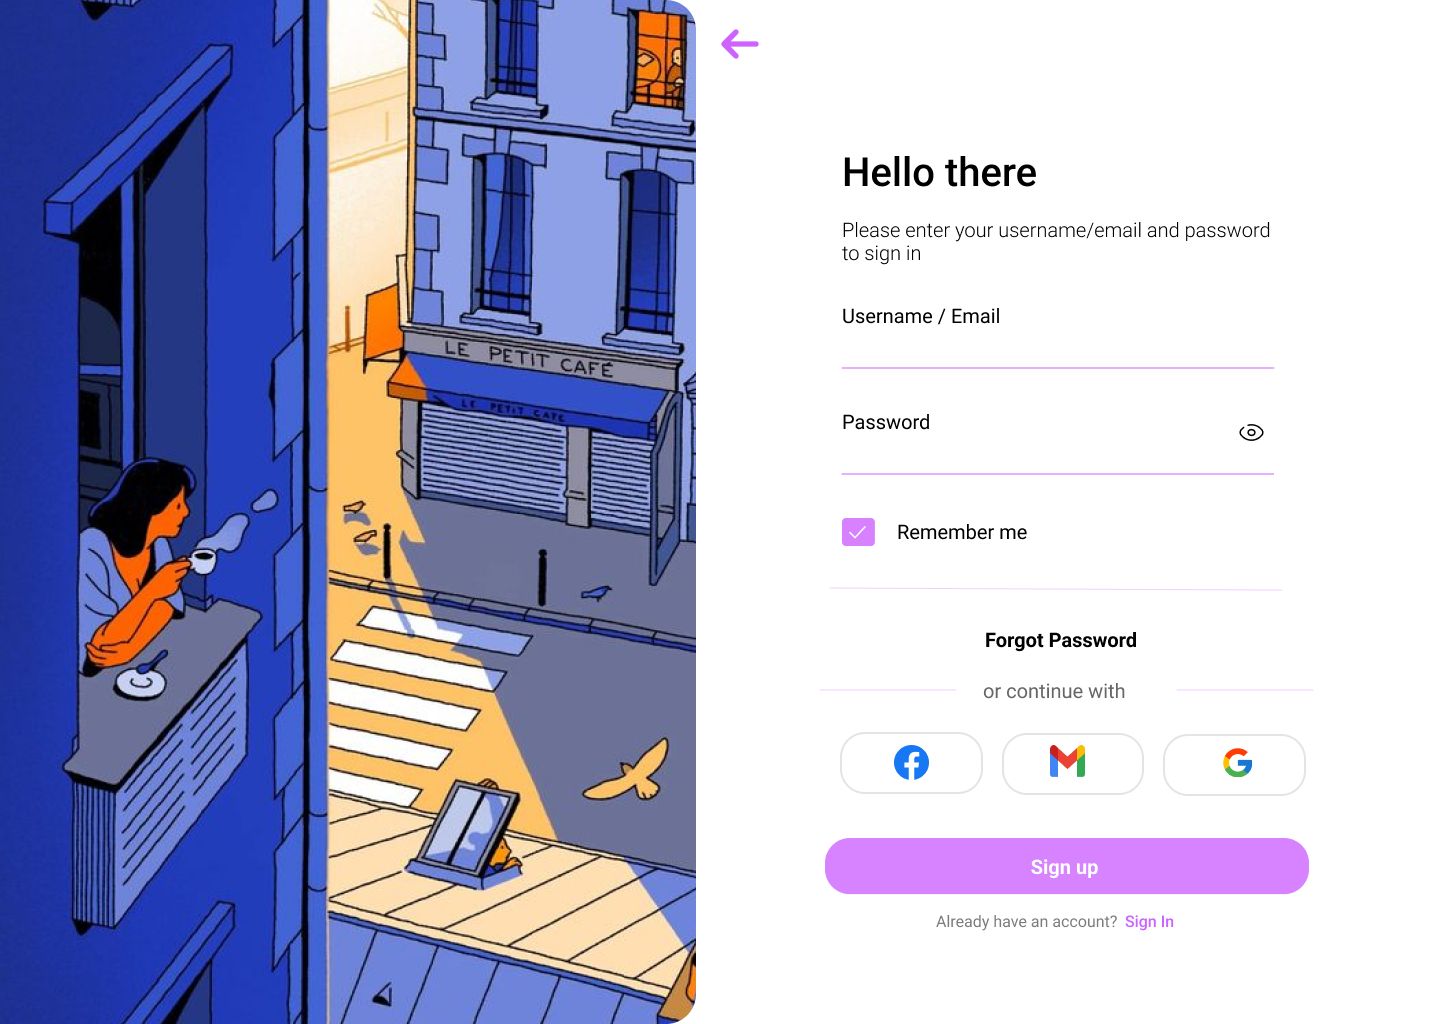 LE PETIT CAFÉ
LE PETIT CAFE
Hello there
Please enter your username/email and password
to sign in
Username / Email
Password
Remember me
Forgot Password
or continue with
Sign up
Already have an account? Sign In